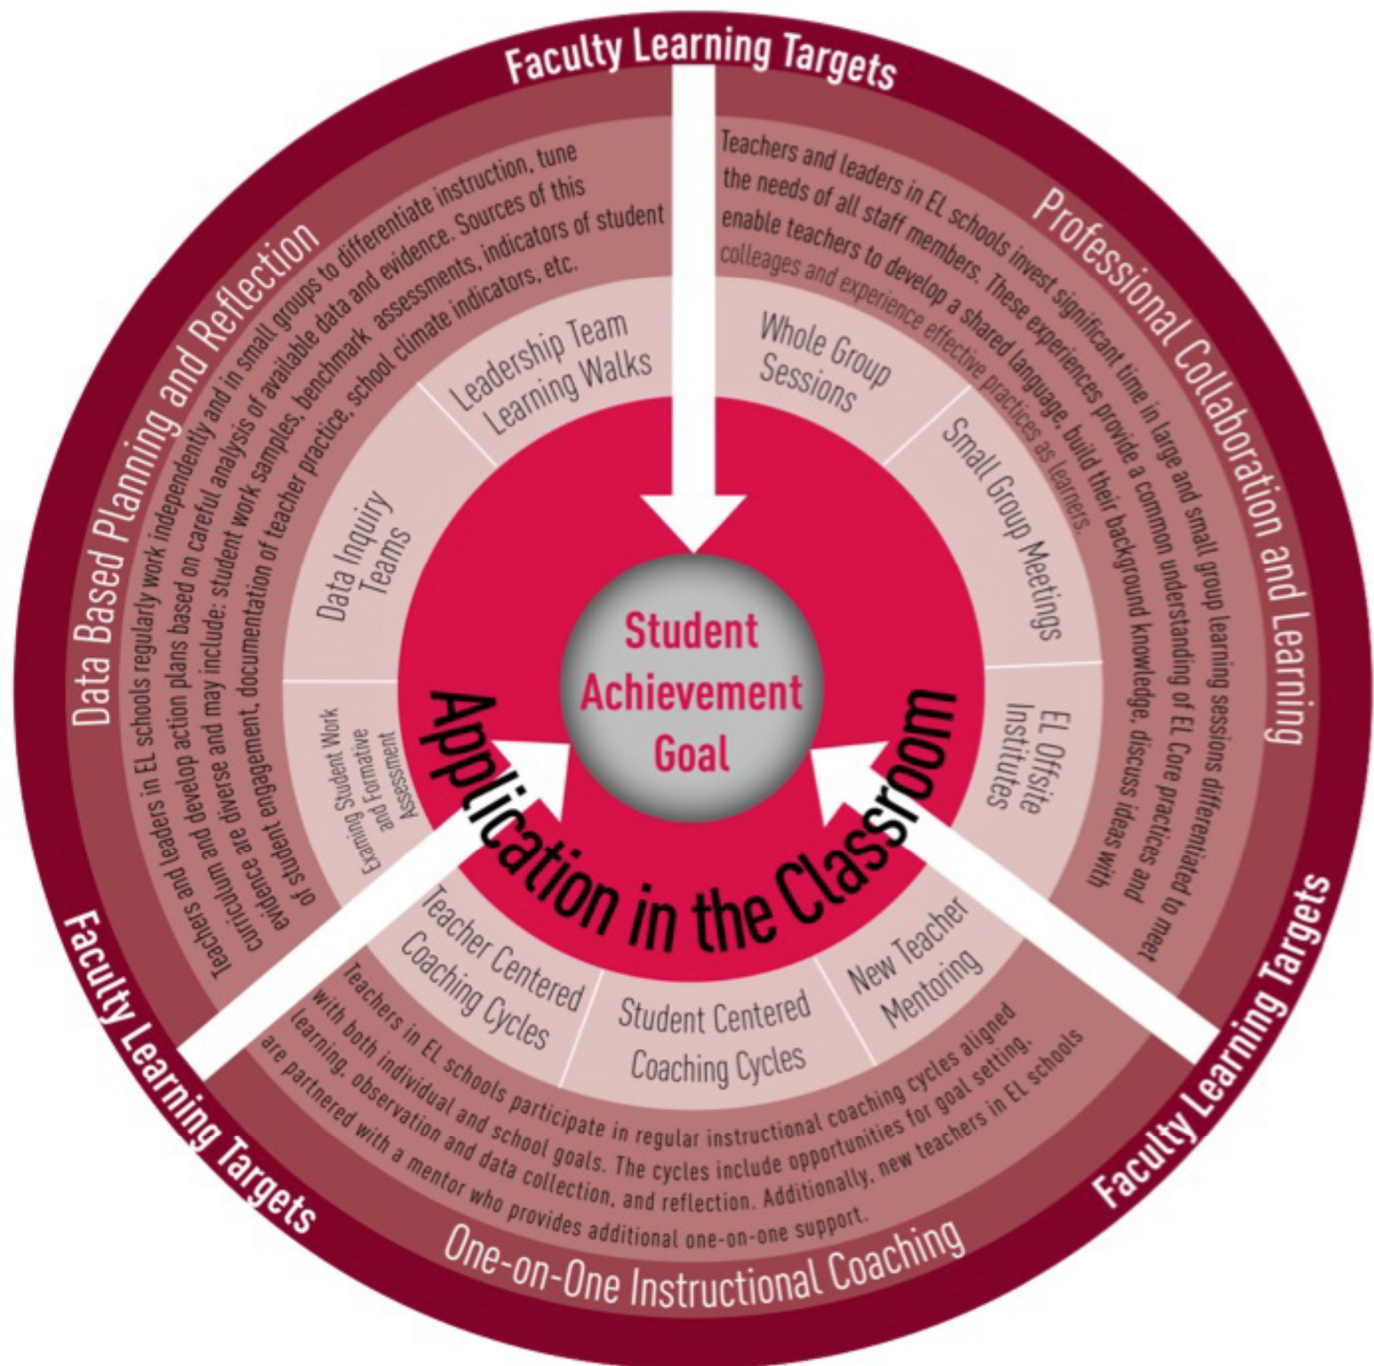 Faculty Learning Targets
Professional Collaboration and Learning
Teachers and leaders in EL schools invest significant time in large and small group learning sessions differentiated to meet
the needs of all staff members. These experiences provide a common understanding of EL Core practices and
enable teachers to develop a shared language, build their background knowledge, discuss ideas with
colleages and experience effective practices as learners.
Whole Group
Sessions
Small Group Meetings
EL Offsite
Institutes
Faculty Learning Targets
One-on-One Instructional Coaching
Teachers in EL schools participate in regular instructional coaching cycles aligned
with both individual and school goals. The cycles include opportunities for goal setting,
learning, observation and data collection, and reflection. Additionally, new teachers in EL schools
are partnered with a mentor who provides additional one-on-one support.
Teacher Centered
Coaching Cycles
Student Centered
Coaching Cycles
New Teacher
Mentoring
Faculty Learning Targets
Data Based Planning and Reflection
Teachers and leaders in EL schools regularly work independently and in small groups to differentiate instruction, tune
curriculum and develop action plans based on careful analysis of available data and evidence. Sources of this
evidence are diverse and may include: student work samples, benchmark assessments, indicators of student
of student engagement, documentation of teacher practice, school climate indicators, etc.
Examing Student Work
and Formative
Assessment
Data Inquiry
Teams
Leadership Team
Learning Walks
Application in the Classroom
Student
Achievement
Goal